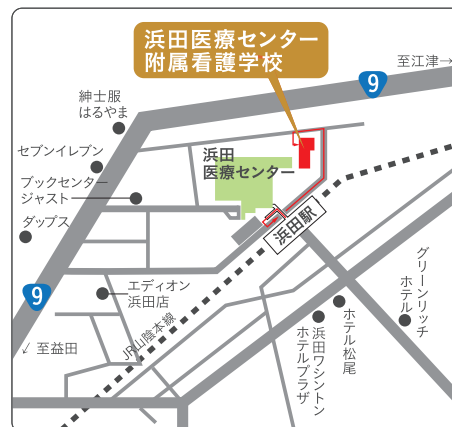 浜田医療センター
附属看護学校
至江津→
9
紳士服
はるやま
セブンイレブン
ブックセンター
ジャスト
ダップス
浜田
医療センター
浜田駅
9
エディオン
浜田店
↙ 至益田
JR山陰本線
グリーンリッチ
ホテル
ホテル松尾
浜田ワシントン
ホテルプラザ